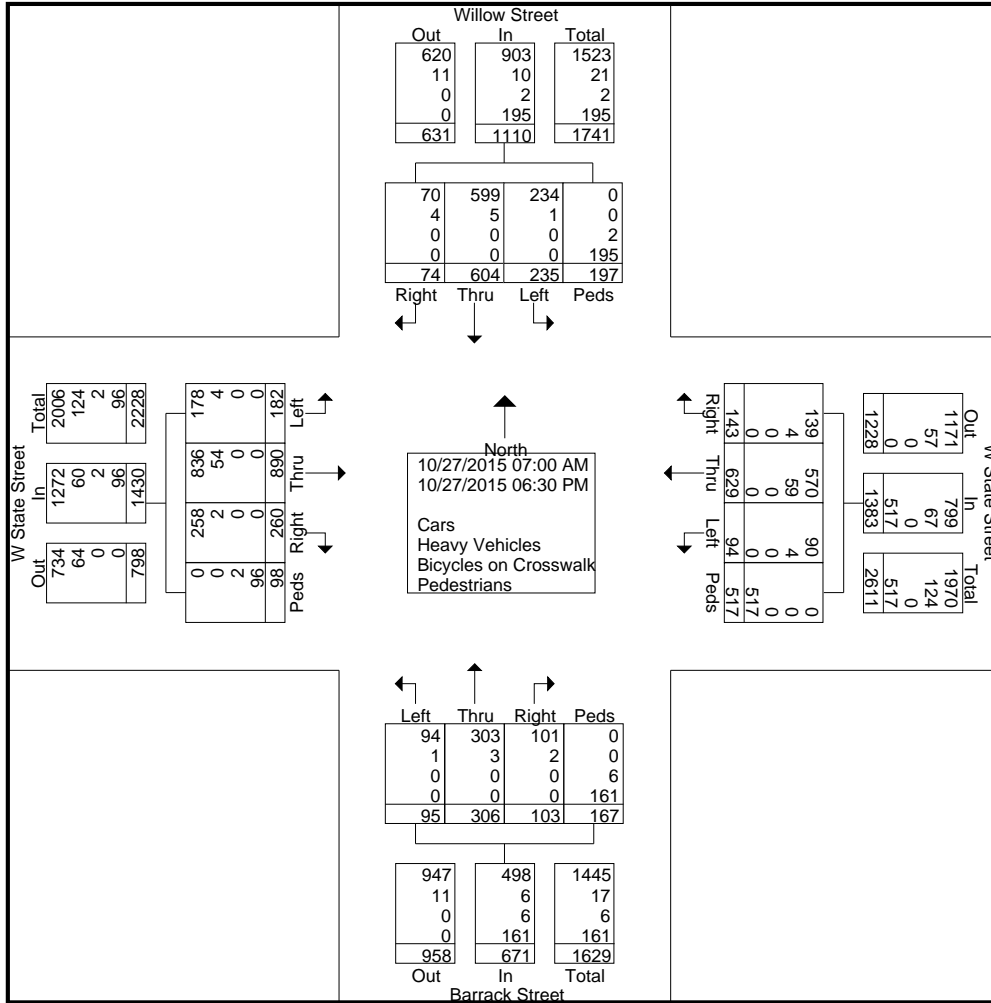 Willow Street
Out In Total
620 903 1523
11 10 21
0 2 2
0 195 195
631 1110 1741
70 599 234 0
4 5 1 0
0 0 0 2
0 0 0 195
74 604 235 197
Right Thru Left Peds
W State Street
Total
2006
124
2
96
2228
In
1272
60
2
96
1430
Out
734
64
0
0
798
178 4 0 0 182 Left
836 54 0 0 890 Thru
258 2 0 0 260 Right
0 0 2 96 98 Peds
North
10/27/2015 07:00 AM
10/27/2015 06:30 PM
Cars
Heavy Vehicles
Bicycles on Crosswalk
Pedestrians
Right 143 0 0 4 139
Thru 629 0 0 59 570
Left 94 0 0 4 90
Peds 517 517 0 0 0
W State Street
Out
1171
57
0
0
1228
In
799
67
0
517
1383
Total
1970
124
0
517
2611
Left Thru Right Peds
94 303 101 0
1 3 2 0
0 0 0 6
0 0 0 161
95 306 103 167
947 498 1445
11 6 17
0 6 6
0 161 161
958 671 1629
Out In Total
Barrack Street